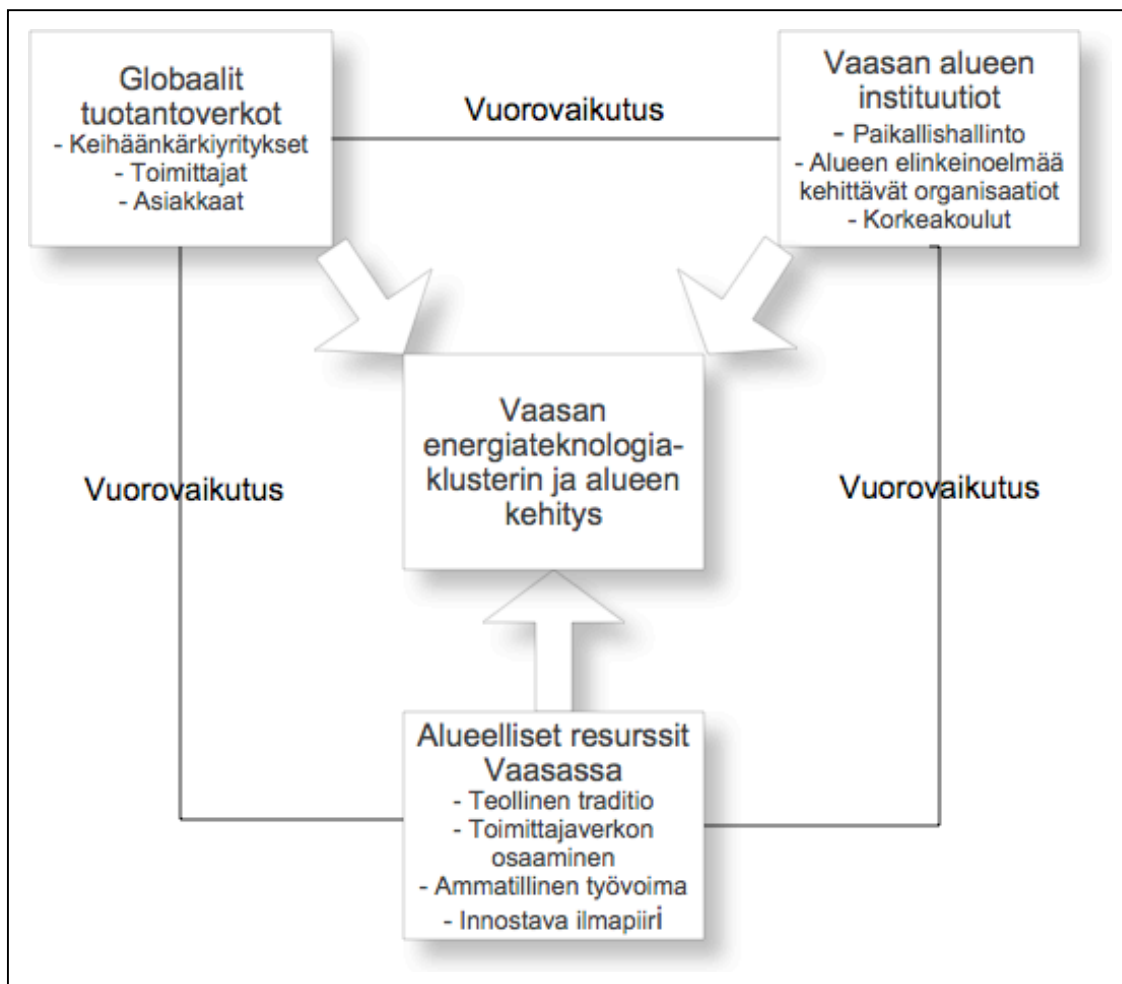 Globaalit
tuotantoverkot
- Keihäänkärkiyritykset
- Toimittajat
- Asiakkaat
Vuorovaikutus
Vaasan alueen
instituutiot
- Paikallishallinto
- Alueen elinkeinoelmää
kehittävät organisaatiot
- Korkeakoulut
Vaasan
energiateknologia-
klusterin ja alueen
kehitys
Vuorovaikutus
Vuorovaikutus
Alueelliset resurssit
Vaasassa
- Teollinen traditio
- Toimittajaverkon
osaaminen
- Ammatillinen työvoima
- Innostava ilmapiiri